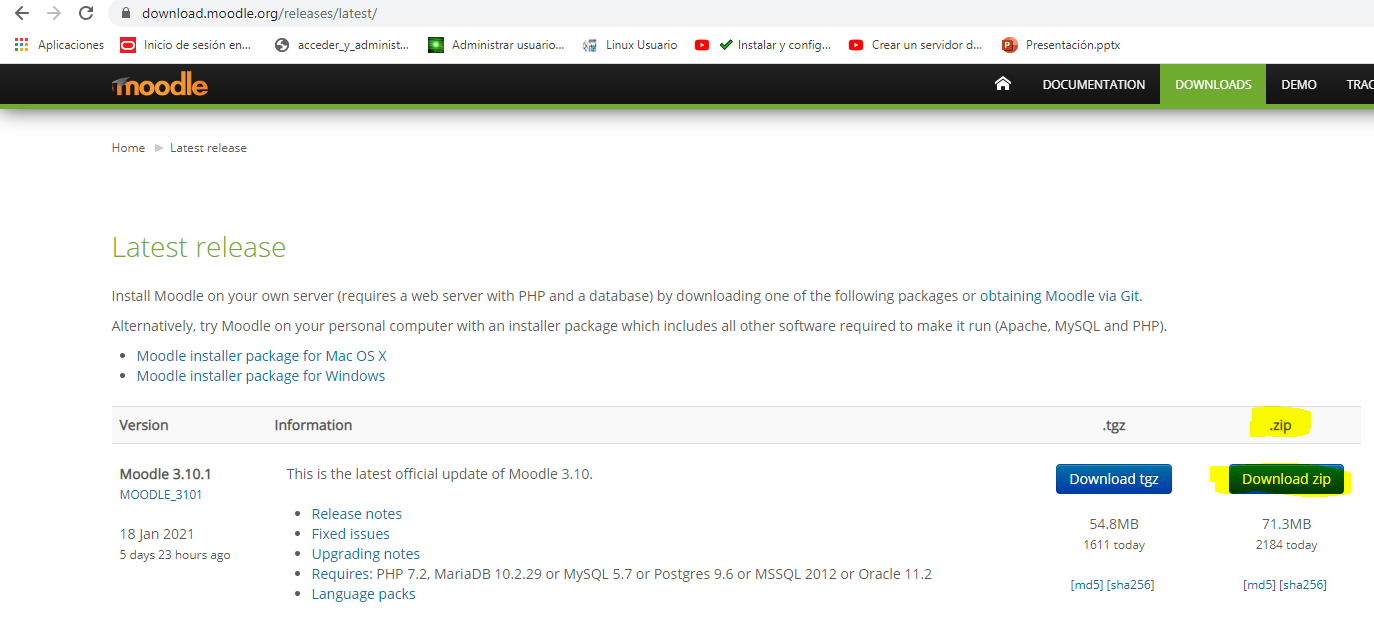 download.moodle.org/releases/latest/
Aplicaciones Inicio de sesión en... acceder_y_administ... Administrar usuario... Linux Usuario Instalar y config... Crear un servidor d... Presentación.pptx
moodle DOCUMENTATION DOWNLOADS DEMO TRAC
Home Latest release
Latest release
Install Moodle on your own server (requires a web server with PHP and a database) by downloading one of the following packages or obtaining Moodle via Git.
Alternatively, try Moodle on your personal computer with an installer package which includes all other software required to make it run (Apache, MySQL and PHP).
• Moodle installer package for Mac OS X
• Moodle installer package for Windows
Version Information .tgz .zip
Moodle 3.10.1 This is the latest official update of Moodle 3.10. Download tgz Download zip
MOODLE_3101
• Release notes
18 Jan 2021 • Fixed issues 54.8MB 71.3MB
5 days 23 hours ago • Upgrading notes 1611 today 2184 today
• Requires: PHP 7.2, MariaDB 10.2.29 or MySQL 5.7 or Postgres 9.6 or MSSQL 2012 or Oracle 11.2
• Language packs [md5] [sha256] [md5] [sha256]